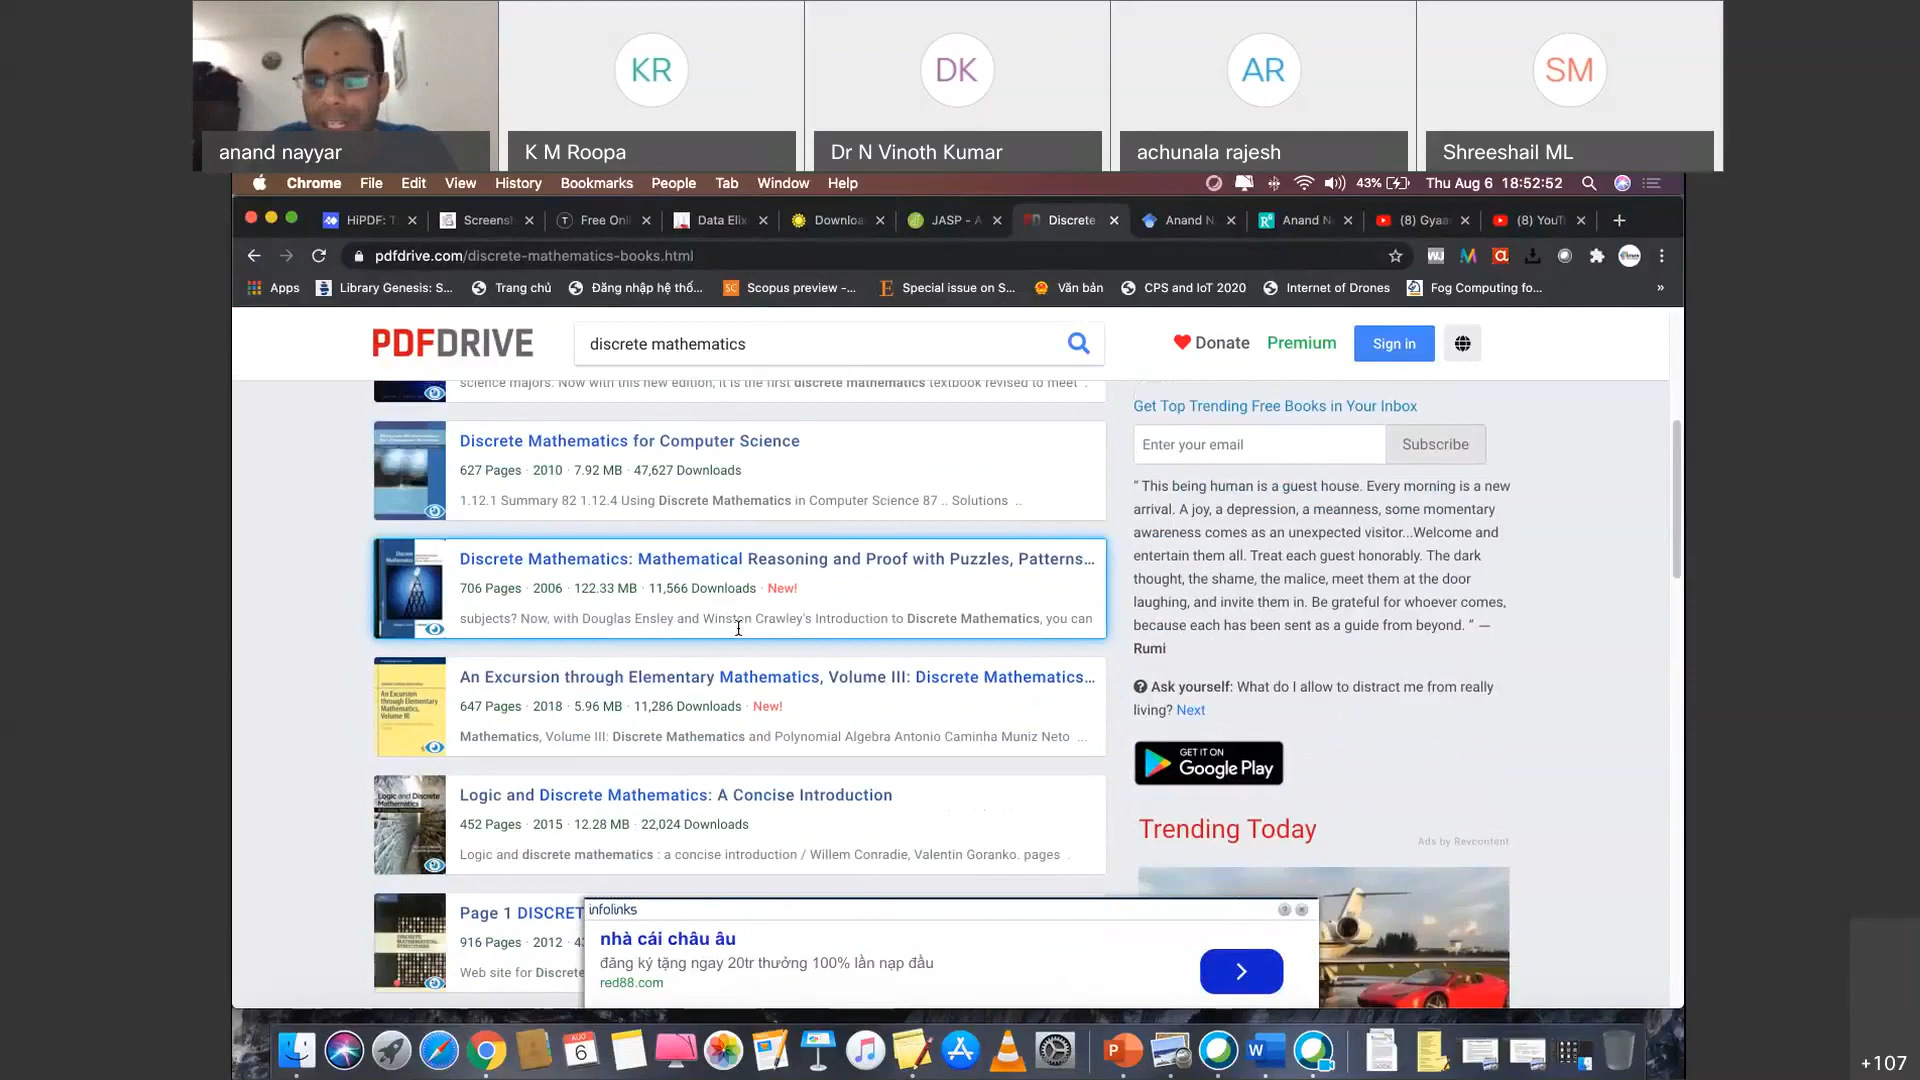 KR
DK
AR
SM
anand nayyar
K M Roopa
Dr N Vinoth Kumar
achunala rajesh
Shreeshail ML
Chrome File Edit View History Bookmarks People Tab Window Help
43% Thu Aug 6 18:52:52
HiPDF: T
Screensh
Free Onli
Data Elix
Downloa
JASP - A
Discrete
Anand N
Anand N
(8) Gyaa
(8) YouT
pdfdrive.com/discrete-mathematics-books.html
Apps
Library Genesis: S...
Trang chủ
Đăng nhập hệ thố...
Scopus preview -...
Special issue on S...
Văn bản
CPS and IoT 2020
Internet of Drones
Fog Computing fo...
»
PDFDRIVE
discrete mathematics
Donate
Premium
Sign in
science majors. Now with this new edition, it is the first discrete mathematics textbook revised to meet .
Discrete Mathematics for Computer Science
627 Pages · 2010 · 7.92 MB · 47,627 Downloads
1.12.1 Summary 82 1.12.4 Using Discrete Mathematics in Computer Science 87 .. Solutions ..
Discrete Mathematics: Mathematical Reasoning and Proof with Puzzles, Patterns...
706 Pages · 2006 · 122.33 MB · 11,566 Downloads · New!
subjects? Now, with Douglas Ensley and Winston Crawley's Introduction to Discrete Mathematics, you can
An Excursion through Elementary Mathematics, Volume III: Discrete Mathematics...
647 Pages · 2018 · 5.96 MB · 11,286 Downloads · New!
Mathematics, Volume III: Discrete Mathematics and Polynomial Algebra Antonio Caminha Muniz Neto ...
An Excursion
through Elementary
Mathematics,
Volume III
Logic and Discrete Mathematics: A Concise Introduction
452 Pages · 2015 · 12.28 MB · 22,024 Downloads
Logic and discrete mathematics : a concise introduction / Willem Conradie, Valentin Goranko. pages .
Logic and Discrete
Mathematics
Page 1 DISCRET
916 Pages · 2012 · 43
Web site for Discrete
Get Top Trending Free Books in Your Inbox
Enter your email
Subscribe
" This being human is a guest house. Every morning is a new
arrival. A joy, a depression, a meanness, some momentary
awareness comes as an unexpected visitor...Welcome and
entertain them all. Treat each guest honorably. The dark
thought, the shame, the malice, meet them at the door
laughing, and invite them in. Be grateful for whoever comes,
because each has been sent as a guide from beyond. " —
Rumi
Ask yourself: What do I allow to distract me from really
living? Next
GET IT ON
Google Play
Trending Today
Ads by Revcontent
infolinks
nhà cái châu âu
đăng ký tặng ngay 20tr thưởng 100% lần nạp đầu
red88.com
AUG
6
P
W
+107